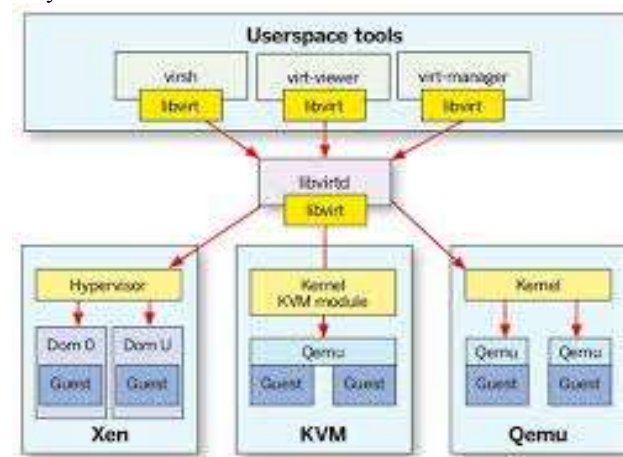 Userspace tools
virsh
virt-viewer
virt-manager
libvirt
libvirt
libvirt
libvirtd
libvirt
Hypervisor
Dom 0
Dom U
Guest
Guest
Xen
Kernel
KVM module
Qemu
Guest
Guest
KVM
Kernel
Qemu
Qemu
Guest
Guest
Qemu